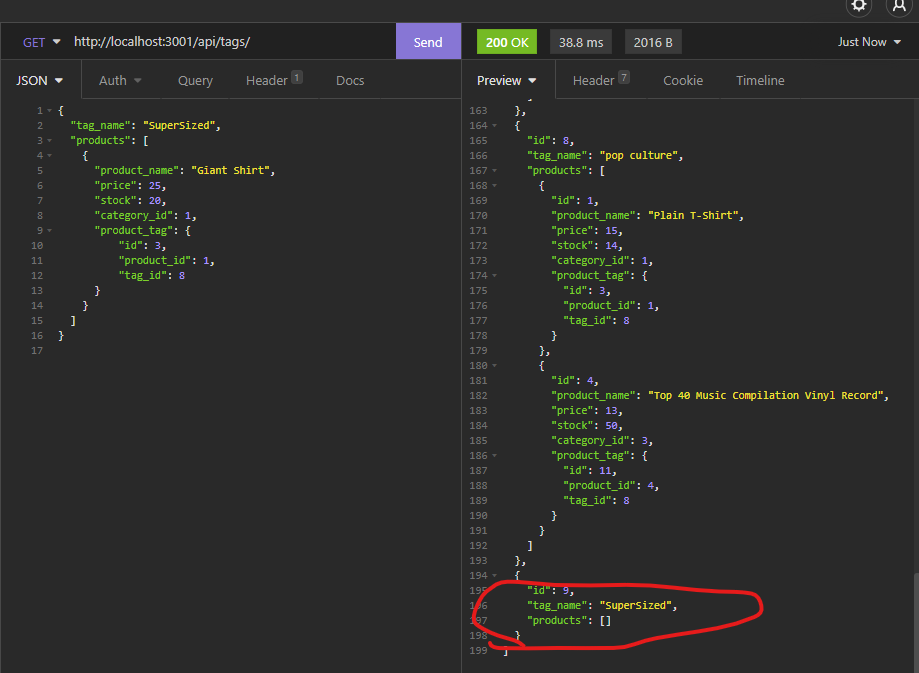 GET http://localhost:3001/api/tags/ Send 200 OK 38.8 ms 2016 B Just Now
JSON Auth Query Header 1 Docs Preview Header 7 Cookie Timeline
1 {
2 "tag_name": "SuperSized",
3 "products": [
4 {
5 "product_name": "Giant Shirt",
6 "price": 25,
7 "stock": 20,
8 "category_id": 1,
9 "product_tag": {
10 "id": 3,
11 "product_id": 1,
12 "tag_id": 8
13 }
14 }
15 ]
16 }
17
163 },
164 {
165 "id": 8,
166 "tag_name": "pop culture",
167 "products": [
168 {
169 "id": 1,
170 "product_name": "Plain T-Shirt",
171 "price": 15,
172 "stock": 14,
173 "category_id": 1,
174 "product_tag": {
175 "id": 3,
176 "product_id": 1,
177 "tag_id": 8
178 }
179 },
180 {
181 "id": 4,
182 "product_name": "Top 40 Music Compilation Vinyl Record",
183 "price": 13,
184 "stock": 50,
185 "category_id": 3,
186 "product_tag": {
187 "id": 11,
188 "product_id": 4,
189 "tag_id": 8
190 }
191 }
192 ]
193 },
194 {
195 "id": 9,
196 "tag_name": "SuperSized",
197 "products": []
198 }
199 ]